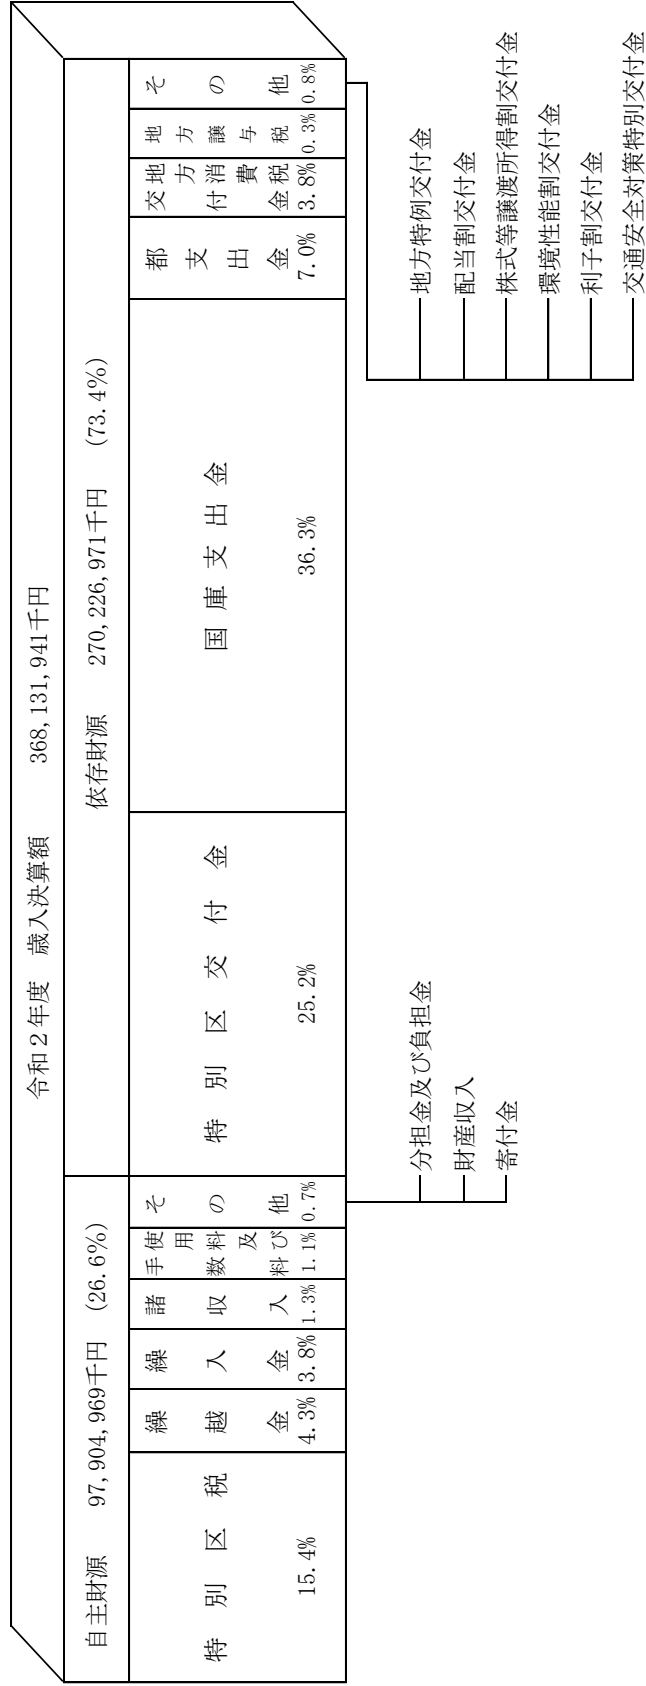 令和２年度　歳入決算額　368,131,941千円
自主財源　97,904,969千円　(26.6%)
依存財源　270,226,971千円　(73.4%)
特別区税
15.4%
繰越金
4.3%
繰入金
3.8%
諸収入
1.3%
使用料及び
手数料
1.1%
その他
0.7%
特別区交付金
25.2%
国庫支出金
36.3%
都支出金
7.0%
地方消費税
交付金
3.8%
地方譲与税
0.3%
その他
0.8%
分担金及び負担金
財産収入
寄付金
地方特例交付金
配当割交付金
株式等譲渡所得割交付金
環境性能割交付金
利子割交付金
交通安全対策特別交付金